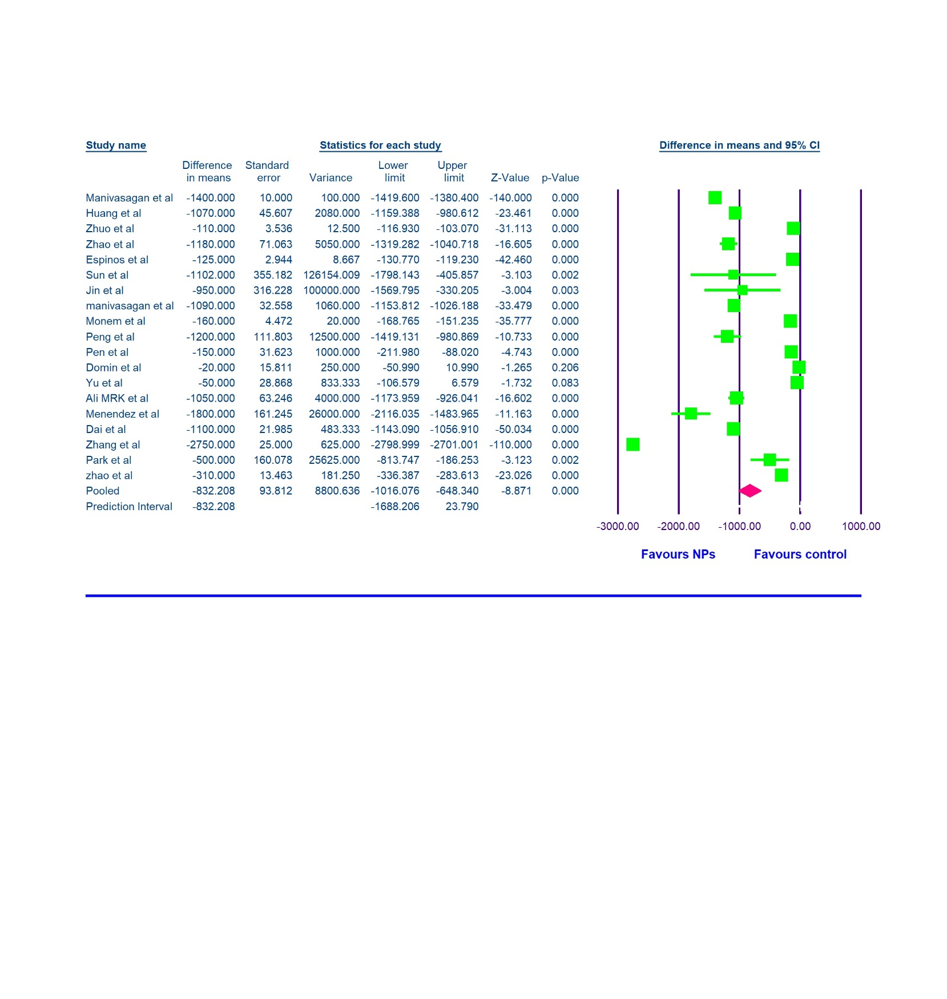 Study name Statistics for each study Difference in means and 95% CI
Difference in means Standard error Variance Lower limit Upper limit Z-Value p-Value
Manivasagan et al -1400.000 10.000 100.000 -1419.600 -1380.400 -140.000 0.000
Huang et al -1070.000 45.607 2080.000 -1159.388 -980.612 -23.461 0.000
Zhuo et al -110.000 3.536 12.500 -116.930 -103.070 -31.113 0.000
Zhao et al -1180.000 71.063 5050.000 -1319.282 -1040.718 -16.605 0.000
Espinos et al -125.000 2.944 8.667 -130.770 -119.230 -42.460 0.000
Sun et al -1102.000 355.182 126154.009 -1798.143 -405.857 -3.103 0.002
Jin et al -950.000 316.228 100000.000 -1569.795 -330.205 -3.004 0.003
manivasagan et al -1090.000 32.558 1060.000 -1153.812 -1026.188 -33.479 0.000
Monem et al -160.000 4.472 20.000 -168.765 -151.235 -35.777 0.000
Peng et al -1200.000 111.803 12500.000 -1419.131 -980.869 -10.733 0.000
Pen et al -150.000 31.623 1000.000 -211.980 -88.020 -4.743 0.000
Domin et al -20.000 15.811 250.000 -50.990 10.990 -1.265 0.206
Yu et al -50.000 28.868 833.333 -106.579 6.579 -1.732 0.083
Ali MRK et al -1050.000 63.246 4000.000 -1173.959 -926.041 -16.602 0.000
Menendez et al -1800.000 161.245 26000.000 -2116.035 -1483.965 -11.163 0.000
Dai et al -1100.000 21.985 483.333 -1143.090 -1056.910 -50.034 0.000
Zhang et al -2750.000 25.000 625.000 -2798.999 -2701.001 -110.000 0.000
Park et al -500.000 160.078 25625.000 -813.747 -186.253 -3.123 0.002
zhao et al -310.000 13.463 181.250 -336.387 -283.613 -23.026 0.000
Pooled -832.208 93.812 8800.636 -1016.076 -648.340 -8.871 0.000
Prediction Interval -832.208 -1688.206 23.790
-3000.00 -2000.00 -1000.00 0.00 1000.00
Favours NPs Favours control